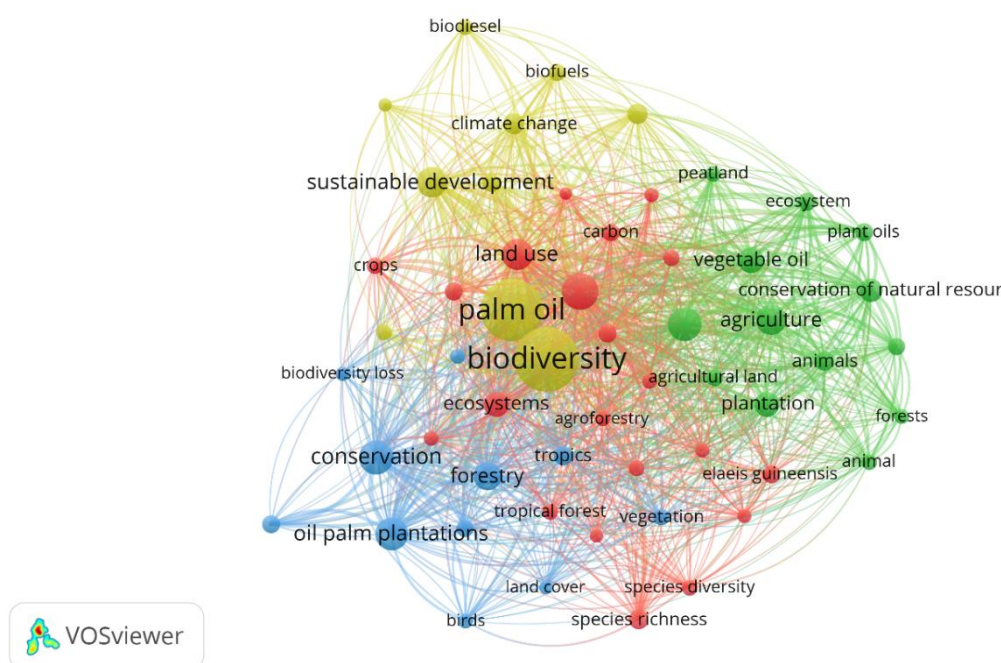 biodiesel
biofuels
climate change
sustainable development
peatland
ecosystem
plant oils
carbon
land use
crops
vegetable oil
conservation of natural resour
palm oil
agriculture
biodiversity
animals
biodiversity loss
agricultural land
ecosystems
plantation
agroforestry
forests
conservation
tropics
animal
forestry
elaeis guineensis
tropical forest
vegetation
oil palm plantations
land cover
species diversity
birds
species richness
VOSviewer